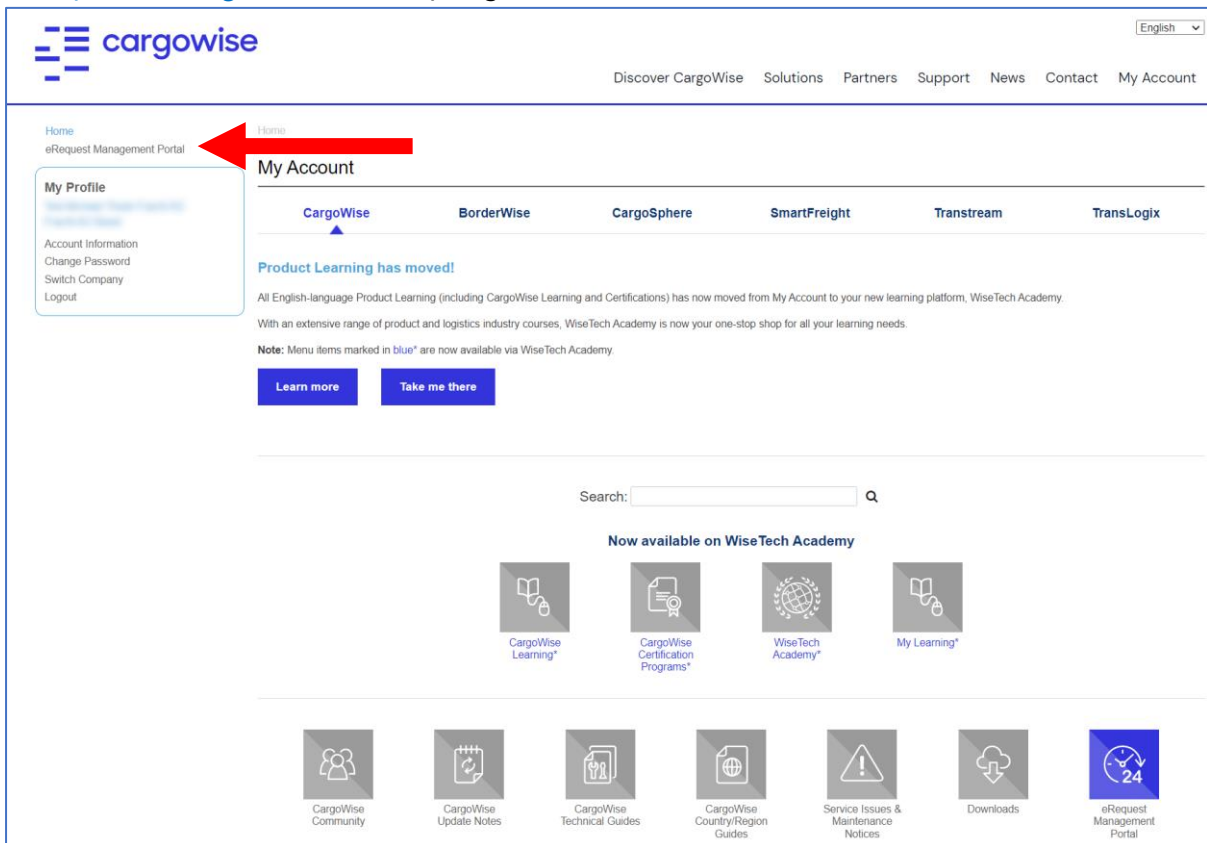 cargowise
English
Discover CargoWise Solutions Partners Support News Contact My Account
Home
eRequest Management Portal
My Profile
Account Information
Change Password
Switch Company
Logout
Home
My Account
CargoWise BorderWise CargoSphere SmartFreight Transtream TransLogix
Product Learning has moved!
All English-language Product Learning (including CargoWise Learning and Certifications) has now moved from My Account to your new learning platform, WiseTech Academy.
With an extensive range of product and logistics industry courses, WiseTech Academy is now your one-stop shop for all your learning needs.
Note: Menu items marked in blue* are now available via WiseTech Academy.
Learn more Take me there
Search:
Now available on WiseTech Academy
CargoWise
Learning*
CargoWise
Certification
Programs*
WiseTech
Academy*
My Learning*
CargoWise
Community
CargoWise
Update Notes
CargoWise
Technical Guides
CargoWise
Country/Region
Guides
Service Issues &
Maintenance
Notices
Downloads
24
eRequest
Management
Portal